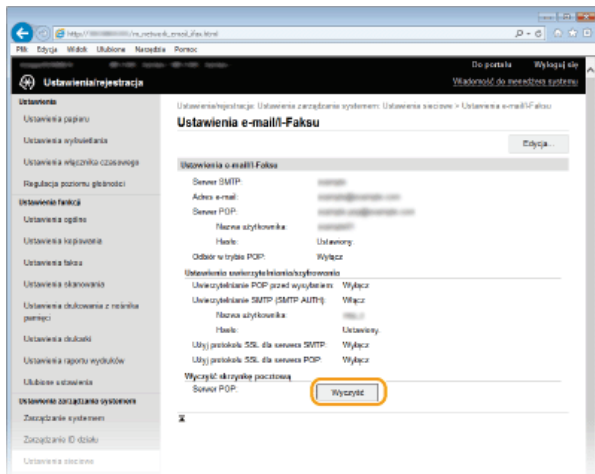 http://
/m_network_email_ifax.html
Plik Edycja Widok Ulubione Narzędzia Pomoc
Do portalu Wyloguj się
Ustawienia/rejestracja
Wiadomość do menedżera systemu
Ustawienia
Ustawienia papieru
Ustawienia wyświetlania
Ustawienia włącznika czasowego
Regulacja poziomu głośności
Ustawienia funkcji
Ustawienia ogólne
Ustawienia kopiowania
Ustawienia faksu
Ustawienia skanowania
Ustawienia drukowania z nośnika
pamięci
Ustawienia drukarki
Ustawienia raportu wydruków
Ulubione ustawienia
Ustawienia zarządzania systemem
Zarządzanie systemem
Zarządzanie ID działu
Ustawienia sieciowe
Ustawienia/rejestracja: Ustawienia zarządzania systemem: Ustawienia sieciowe > Ustawienia e-mail/I-Faksu
Ustawienia e-mail/I-Faksu
Edycja...
Ustawienia e-mail/I-Faksu
Serwer SMTP:
Adres e-mail:
Serwer POP:
Nazwa użytkownika:
Hasło: Ustawiony.
Odbiór w trybie POP: Wyłącz
Ustawienia uwierzytelniania/szyfrowania
Uwierzytelnianie POP przed wysyłaniem: Wyłącz
Uwierzytelnianie SMTP (SMTP AUTH): Włącz
Nazwa użytkownika:
Hasło: Ustawiony.
Użyj protokołu SSL dla serwera SMTP: Wyłącz
Użyj protokołu SSL dla serwera POP: Wyłącz
Wyczyść skrzynkę pocztową
Serwer POP: Wyczyść